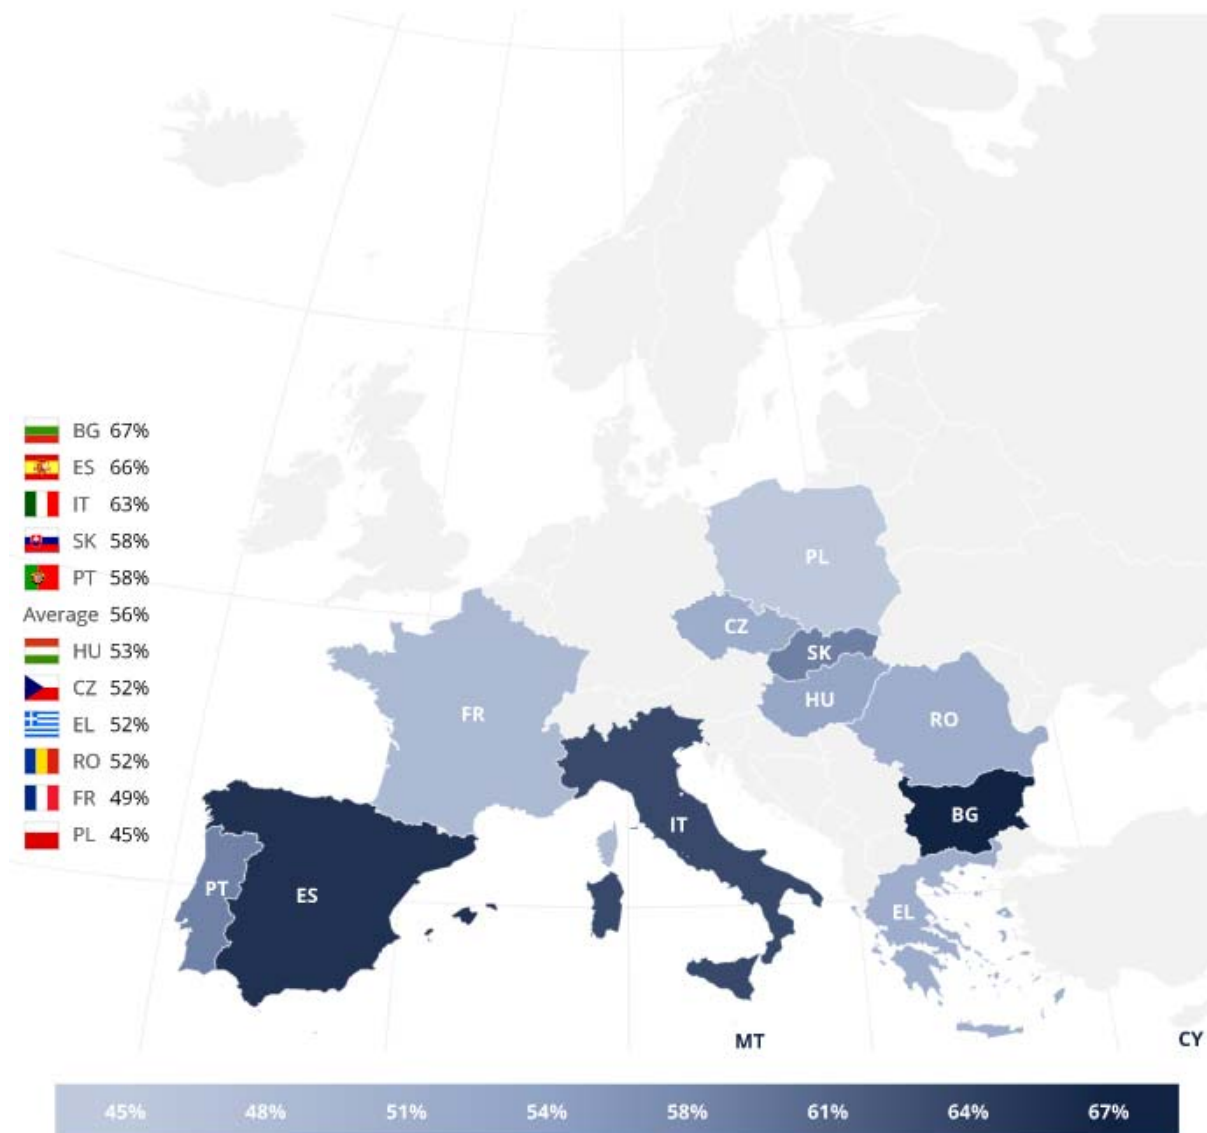 BG 67%
ES 66%
IT 63%
SK 58%
PT 58%
Average 56%
HU 53%
CZ 52%
EL 52%
RO 52%
FR 49%
PL 45%
PL
CZ
SK
HU
FR
RO
IT
BG
PT
ES
EL
MT
CY
45% 48% 51% 54% 58% 61% 64% 67%